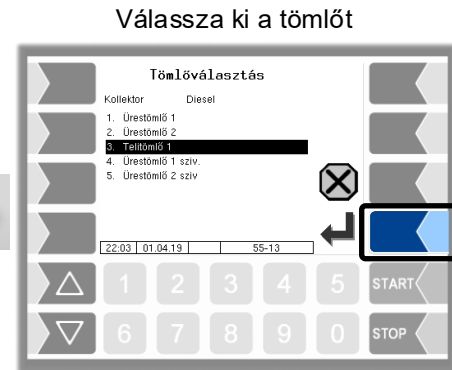 Válassza ki a tömlőt
Tömlőválasztás
Kollektor Diesel
1. Ürestömlő 1
2. Ürestömlő 2
3. Telitömlő 1
4. Ürestömlő 1 sziv.
5. Ürestömlő 2 sziv
22:03 01.04.19 55-13
1 2 3 4 5 START
6 7 8 9 0 STOP